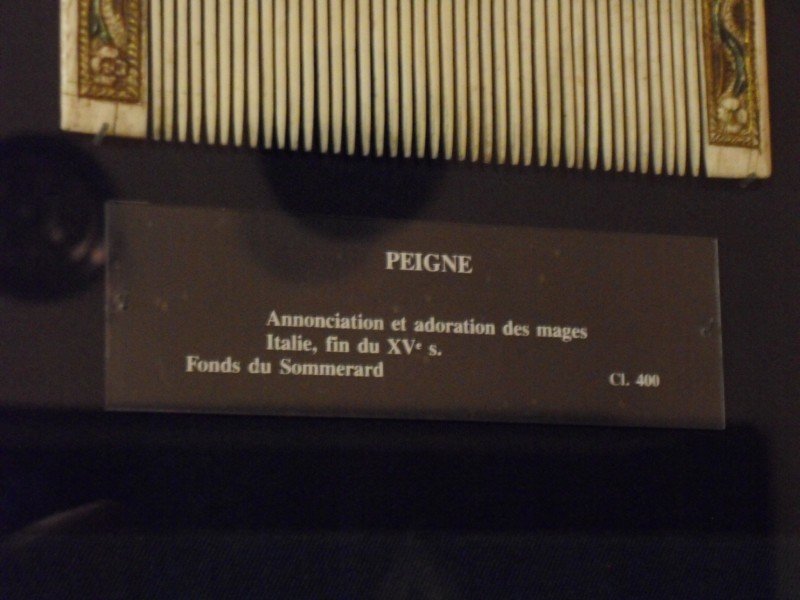 PEIGNE
Annonciation et adoration des mages
Italie, fin du XVᵉ s.
Fonds du Sommerard
Cl. 400